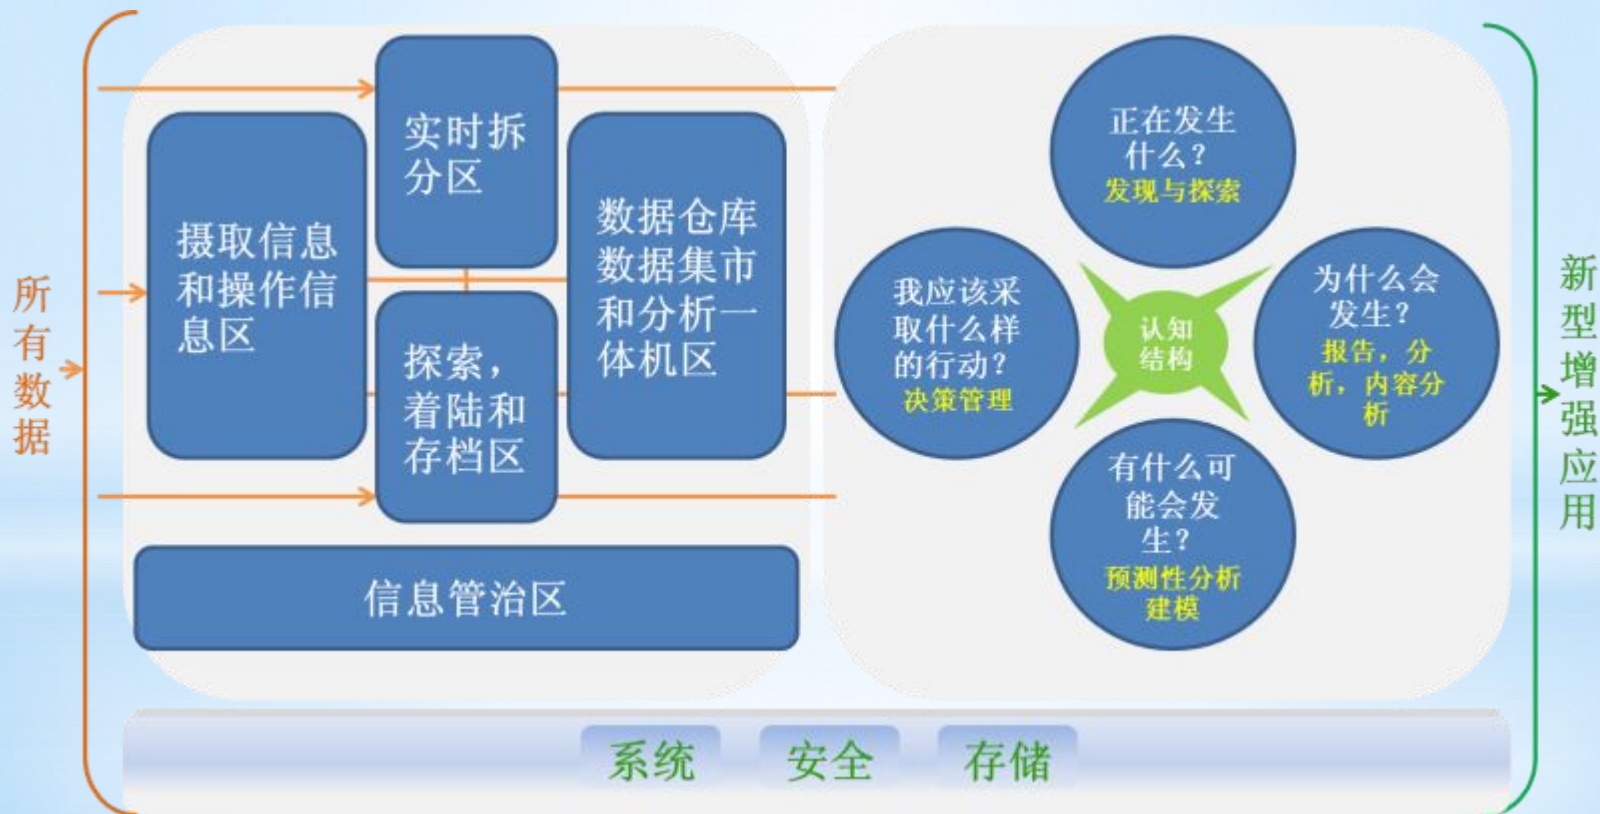 所
有
数
据
摄取信息
和操作信
息区
实时拆
分区
探索，
着陆和
存档区
数据仓库
数据集市
和分析一
体机区
信息管治区
正在发生
什么？
发现与探索
我应该采
取什么样
的行动？
决策管理
认知
结构
为什么会
发生？
报告，分
析，内容分
析
有什么可
能会发
生？
预测性分析
建模
新
型
增
强
应
用
系统
安全
存储